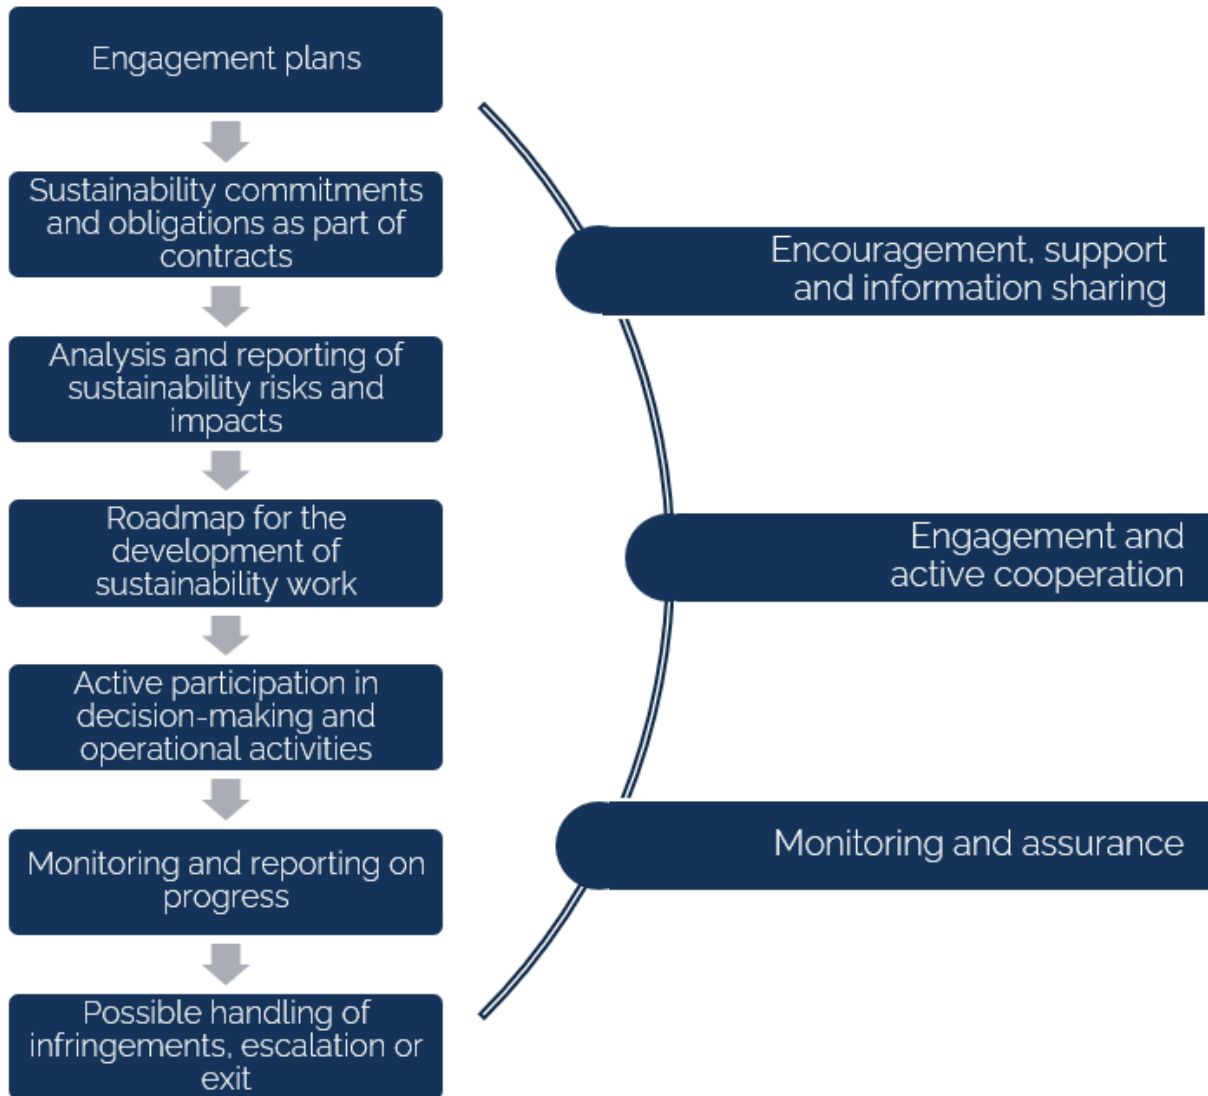 Engagement plans
Sustainability commitments
and obligations as part of
contracts
Analysis and reporting of
sustainability risks and
impacts
Roadmap for the
development of
sustainability work
Active participation in
decision-making and
operational activities
Monitoring and reporting on
progress
Possible handling of
infringements, escalation or
exit
Encouragement, support
and information sharing
Engagement and
active cooperation
Monitoring and assurance